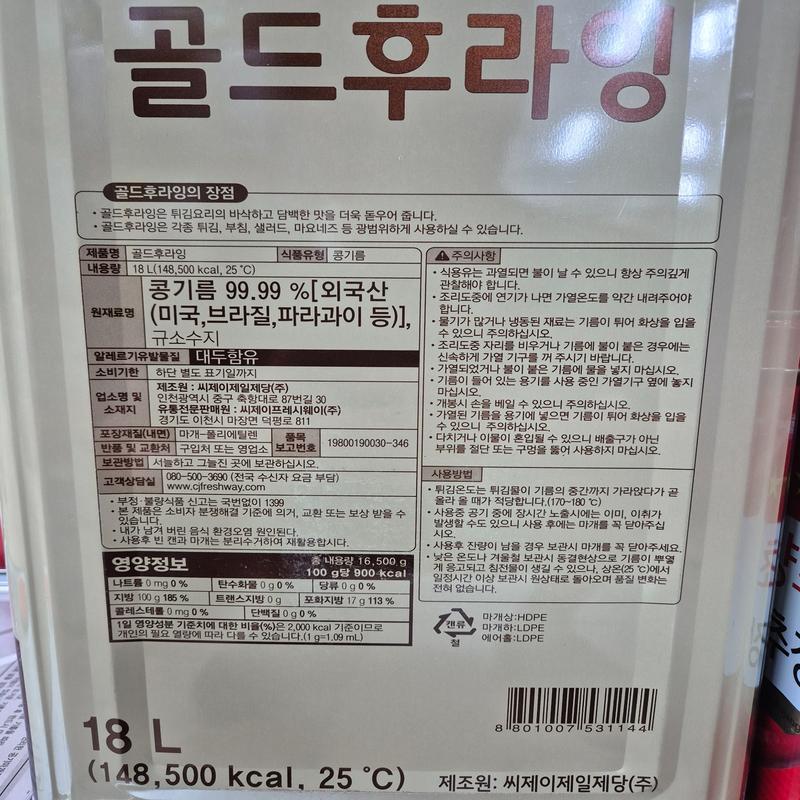 골드후라잉
골드후라잉의 장점
• 골드후라잉은 튀김요리의 바삭하고 담백한 맛을 더욱 돋우어 줍니다.
• 골드후라잉은 각종 튀김, 부침, 샐러드, 마요네즈 등 광범위하게 사용하실 수 있습니다.
제품명 골드후라잉 식품유형 콩기름
내용량 18 L(148,500 kcal, 25 ℃)
원재료명 콩기름 99.99 %[외국산
(미국,브라질,파라과이 등)],
규소수지
알레르기유발물질 대두함유
소비기한 하단 별도 표기일까지
업소명 및 소재지 제조원 : 씨제이제일제당(주)
인천광역시 중구 축항대로 87번길 30
유통전문판매원 : 씨제이프레시웨이(주)
경기도 이천시 마장면 덕평로 811
포장재질(내면) 마개-폴리에틸렌 품목보고번호 19800190030-346
반품 및 교환처 구입처 또는 영업소
보관방법 서늘하고 그늘진 곳에 보관하십시오.
고객상담실 080-500-3690 (전국 수신자 요금 부담)
www.cjfreshway.com
• 부정·불량식품 신고는 국번없이 1399
• 본 제품은 소비자 분쟁해결 기준에 의거, 교환 또는 보상 받을 수
있습니다.
• 내가 남겨 버린 음식 환경오염 원인된다.
• 사용후 빈 캔과 마개는 분리수거하여 재활용합시다.
영양정보 총 내용량 16,500 g
100 g당 900 kcal
나트륨 0 mg 0 % 탄수화물 0 g 0 % 당류 0 g 0 %
지방 100 g 185 % 트랜스지방 0 g 포화지방 17 g 113 %
콜레스테롤 0 mg 0 % 단백질 0 g 0 %
1일 영양성분 기준치에 대한 비율(%)은 2,000 kcal 기준이므로
개인의 필요 열량에 따라 다를 수 있습니다.(1 g=1.09 mL)
주의사항
• 식용유는 과열되면 불이 날 수 있으니 항상 주의깊게
관찰해야 합니다.
• 조리도중에 연기가 나면 가열온도를 약간 내려주어야
합니다.
• 물기가 많거나 냉동된 재료는 기름이 튀어 화상을 입을
수 있으니 주의하십시오.
• 조리도중 자리를 비우거나 기름에 불이 붙은 경우에는
신속하게 가열 기구를 꺼 주시기 바랍니다.
• 가열되었거나 불이 붙은 기름에 물을 넣지 마십시오.
• 기름이 들어 있는 용기를 사용 중인 가열기구 옆에 놓지
마십시오.
• 개봉시 손을 베일 수 있으니 주의하십시오.
• 가열된 기름을 용기에 넣으면 기름이 튀어 화상을 입을
수 있으니 주의하십시오.
• 다치거나 이물이 혼입될 수 있으니 배출구가 아닌
부위를 절단 또는 구멍을 뚫어 사용하지 마십시오.
사용방법
• 튀김온도는 튀김물이 기름의 중간까지 가라앉다가 곧
올라 올 때가 적당합니다.(170~180 ℃)
• 사용중 공기 중에 장시간 노출시에는 이미, 이취가
발생할 수도 있으니 사용 후에는 마개를 꼭 닫아주십
시오.
• 사용후 잔량이 남을 경우 보관시 마개를 꼭 닫아주세요.
• 낮은 온도나 겨울철 보관시 동결현상으로 기름이 뿌옇
게 응고되고 침전물이 생길 수 있으나, 상온(25 ℃)에서
일정시간 이상 보관시 원상태로 돌아오며 품질 변화는
전혀 없습니다.
캔류
철
마개상:HDPE
마개하:LDPE
에어홀:LDPE
8 801007 531144
18 L
(148,500 kcal, 25 ℃)
제조원: 씨제이제일제당(주)